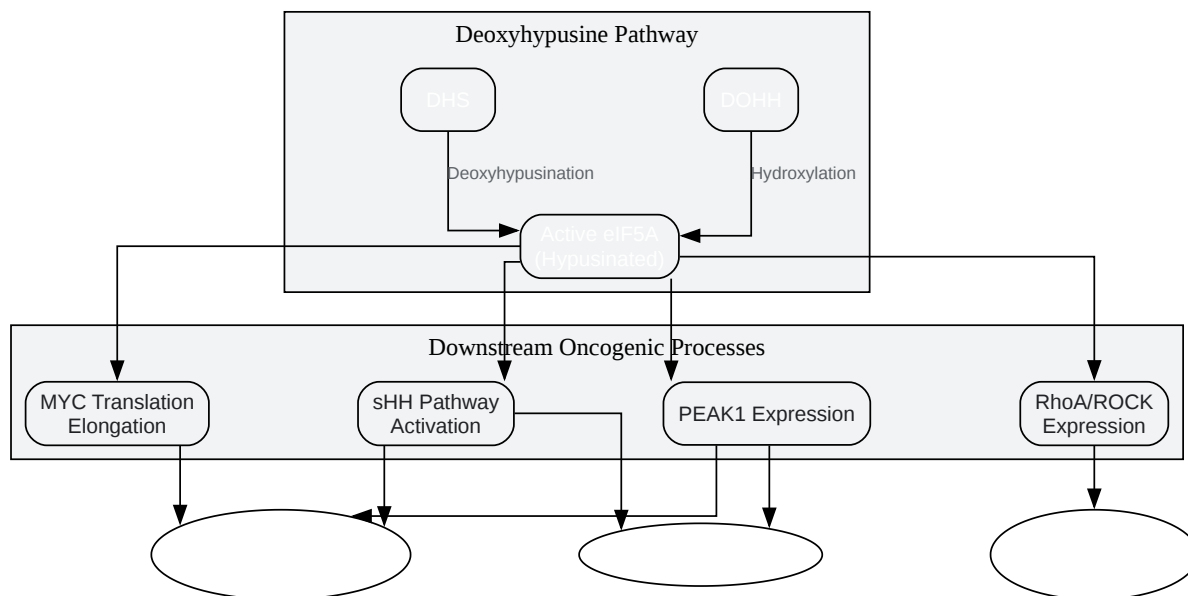 Deoxyhypusine Pathway
DHS
DOHH
Deoxyhypusination
Hydroxylation
Active eIF5A
(Hypusinated)
Downstream Oncogenic Processes
MYC Translation
Elongation
sHH Pathway
Activation
PEAK1 Expression
RhoA/ROCK
Expression